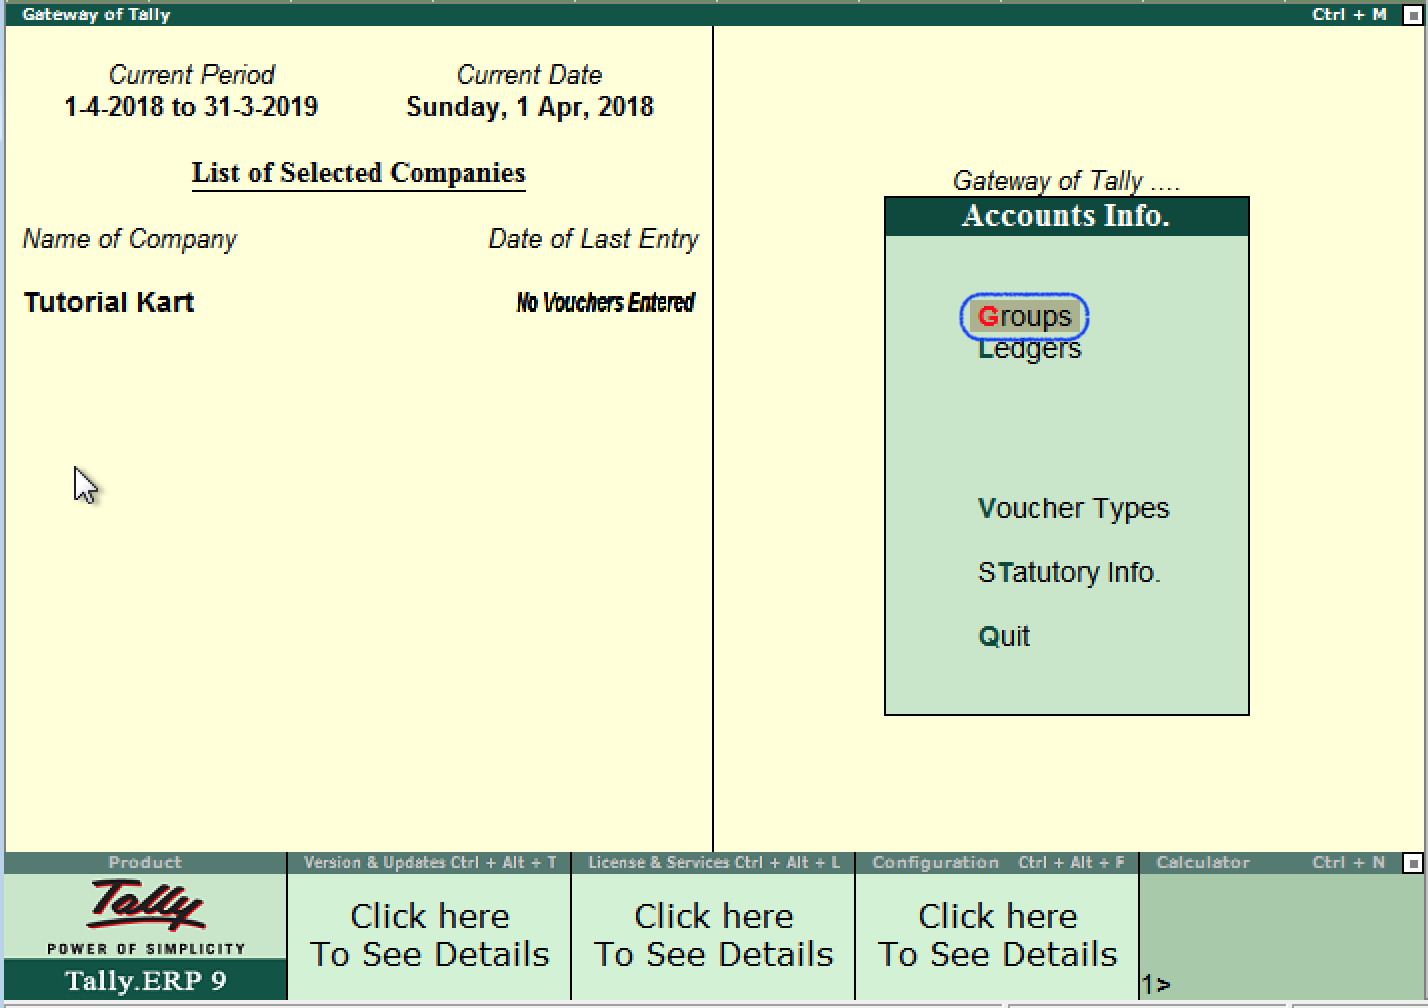 Gateway of Tally Ctrl + M
Current Period Current Date
1-4-2018 to 31-3-2019 Sunday, 1 Apr, 2018
List of Selected Companies
Name of Company Date of Last Entry
Tutorial Kart No Vouchers Entered
Gateway of Tally ....
Accounts Info.
Groups
Ledgers
Voucher Types
STatutory Info.
Quit
Product Version & Updates Ctrl + Alt + T License & Services Ctrl + Alt + L Configuration Ctrl + Alt + F Calculator Ctrl + N
Tally
POWER OF SIMPLICITY
Tally.ERP 9
Click here
To See Details
Click here
To See Details
Click here
To See Details
1>